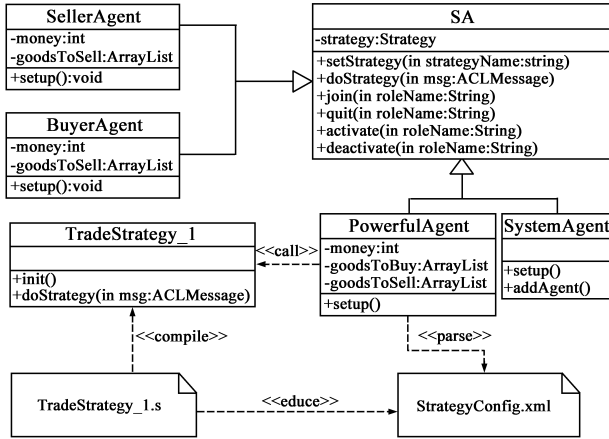 SellerAgent
-money:int
-goodsToSell:ArrayList
+setup():void
BuyerAgent
-money:int
-goodsToSell:ArrayList
+setup():void
SA
-strategy:Strategy
+setStrategy(in strategyName:string)
+doStrategy(in msg:ACLMessage)
+join(in roleName:String)
+quit(in roleName:String)
+activate(in roleName:String)
+deactivate(in roleName:String)
TradeStrategy_1
+init()
+doStrategy(in msg:ACLMessage)
<<call>>
PowerfulAgent
-money:int
-goodsToBuy:ArrayList
-goodsToSell:ArrayList
+setup()
SystemAgent
+setup()
+addAgent()
<<compile>>
<<parse>>
TradeStrategy_1.s
<<educe>>
StrategyConfig.xml